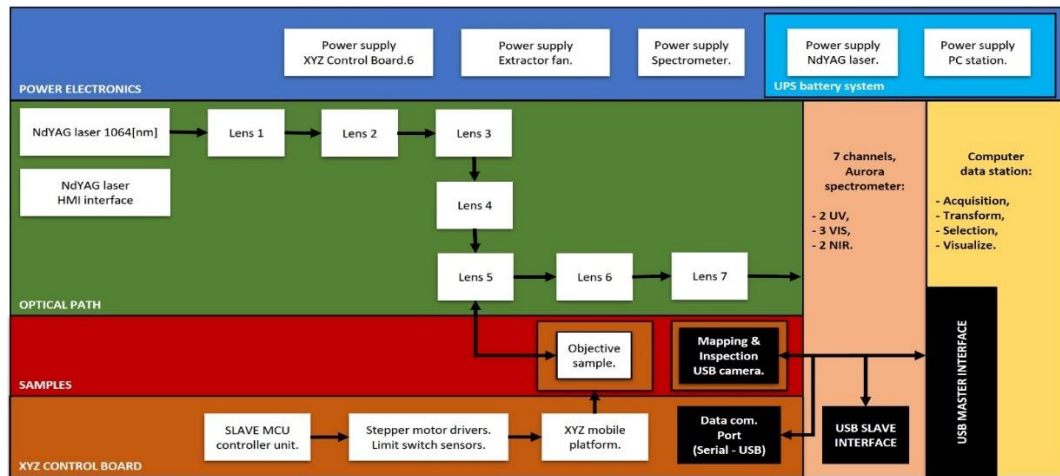 Power supply
XYZ Control Board.6
Power supply
Extractor fan.
Power supply
Spectrometer.
Power supply
NdYAG laser.
Power supply
PC station.
POWER ELECTRONICS
UPS battery system
NdYAG laser 1064[nm]
Lens 1
Lens 2
Lens 3
NdYAG laser
HMI interface
Lens 4
Lens 5
Lens 6
Lens 7
OPTICAL PATH
7 channels,
Aurora
spectrometer:
- 2 UV,
- 3 VIS,
- 2 NIR.
Computer
data station:
- Acquisition,
- Transform,
- Selection,
- Visualize.
Objective
sample.
Mapping &
Inspection
USB camera.
SAMPLES
SLAVE MCU
controller unit.
Stepper motor drivers.
Limit switch sensors.
XYZ mobile
platform.
Data com.
Port
(Serial - USB)
USB SLAVE
INTERFACE
USB MASTER INTERFACE
XYZ CONTROL BOARD